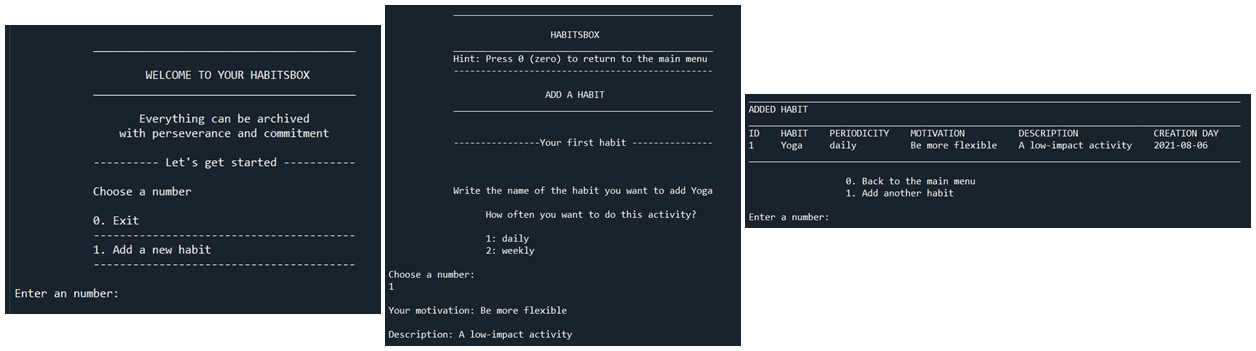 WELCOME TO YOUR HABITSBOX
Everything can be archived
with perseverance and commitment
---------- Let's get started -----------
Choose a number
0. Exit
----------------------------------------
1. Add a new habit
----------------------------------------
Enter an number:
HABITSBOX
Hint: Press 0 (zero) to return to the main menu
------------------------------------------------
ADD A HABIT
----------------Your first habit ---------------
Write the name of the habit you want to add Yoga
How often you want to do this activity?
1: daily
2: weekly
Choose a number:
1
Your motivation: Be more flexible
Description: A low-impact activity
ADDED HABIT
ID HABIT PERIODICITY MOTIVATION DESCRIPTION CREATION DAY
1 Yoga daily Be more flexible A low-impact activity 2021-08-06
0. Back to the main menu
1. Add another habit
Enter a number: